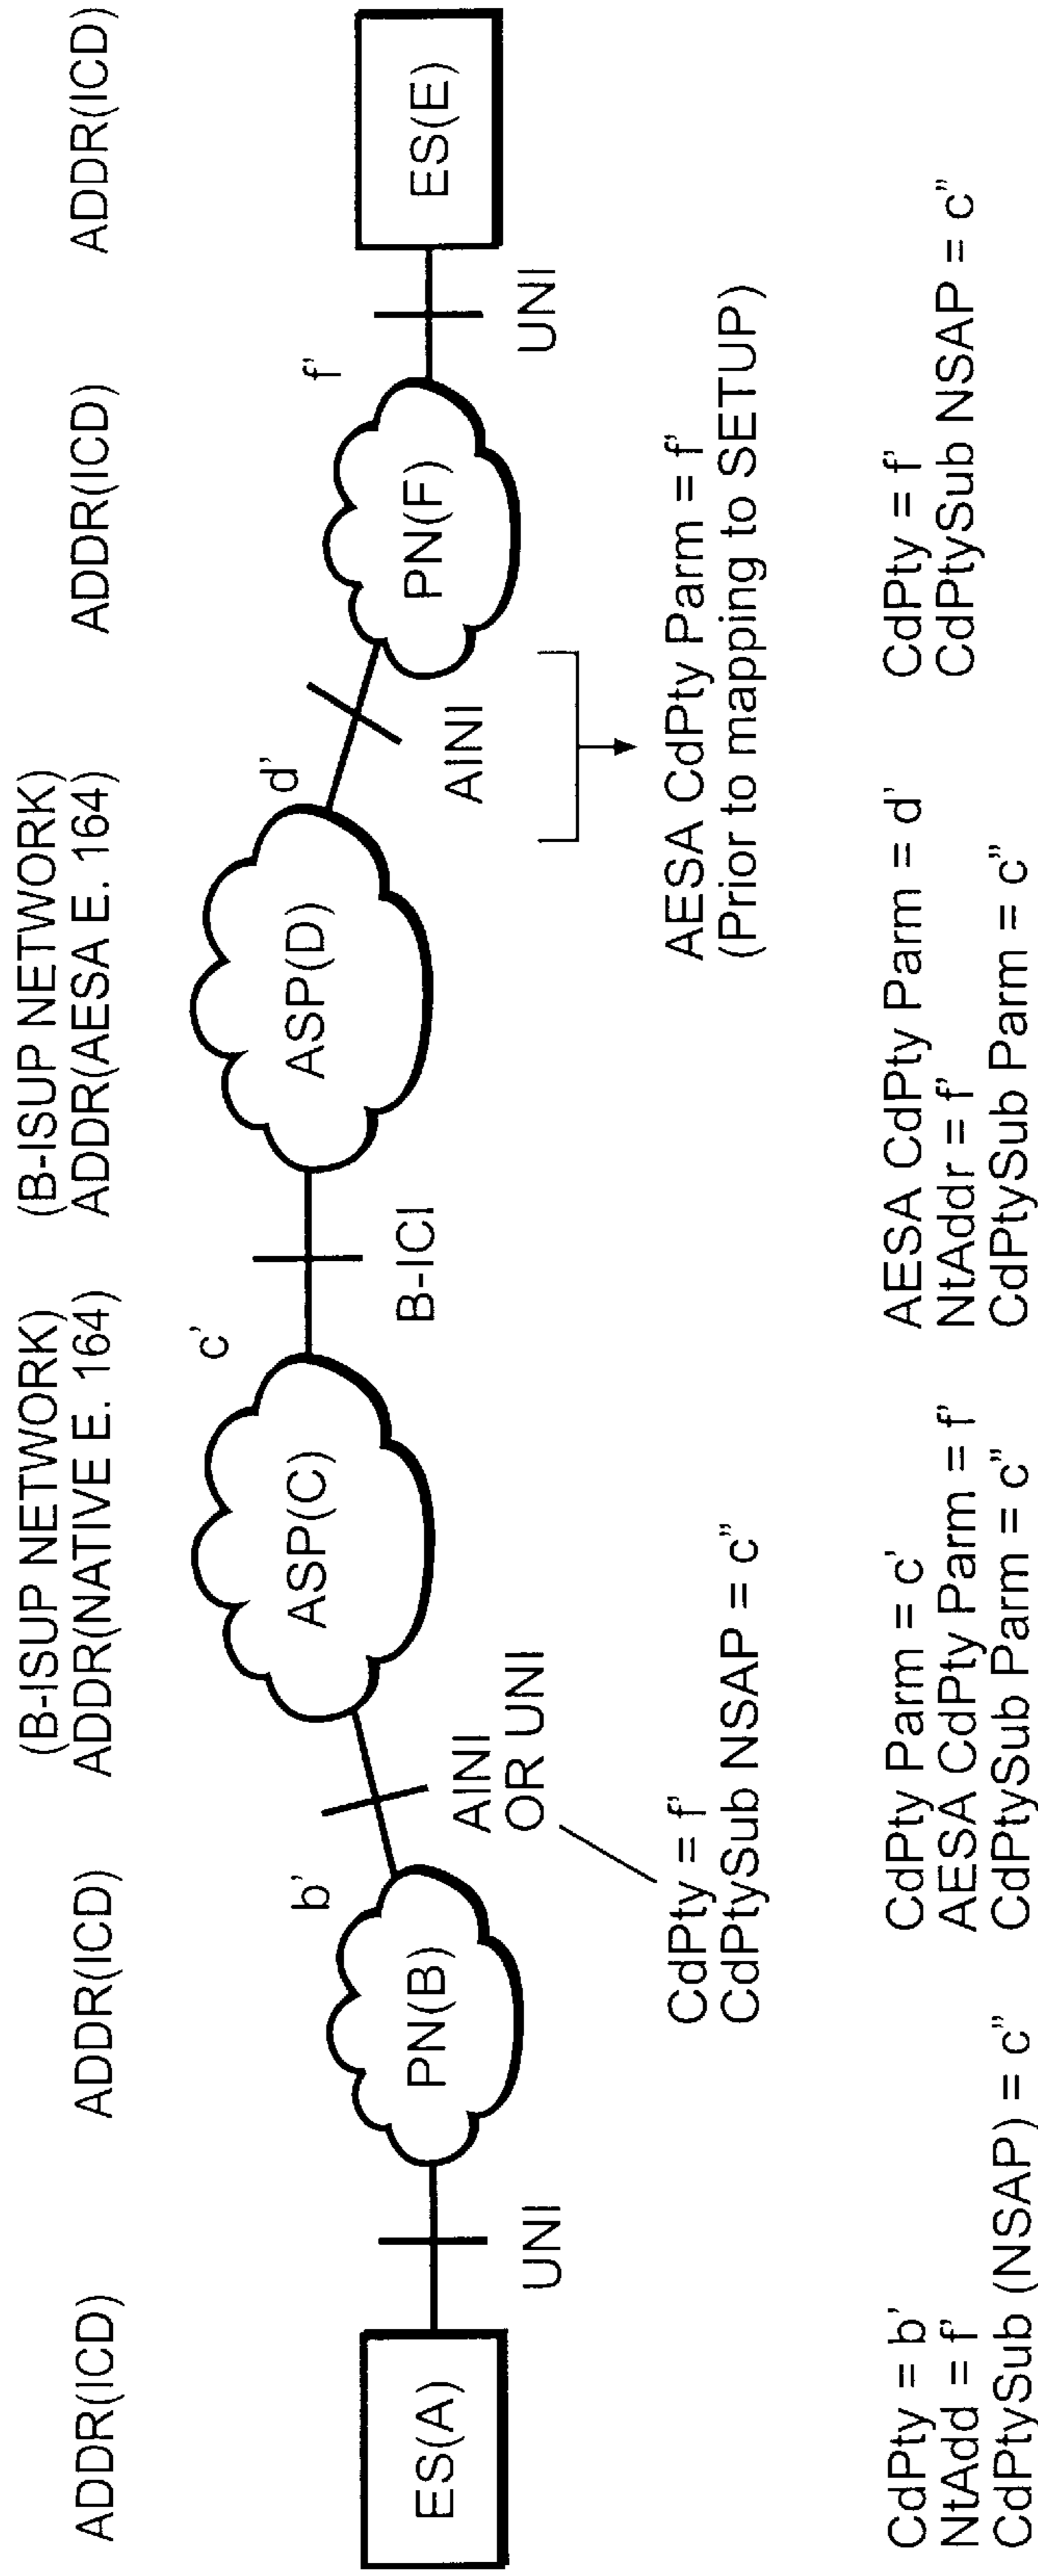 ADDR(ICD)
ADDR(ICD)
(B-ISUP NETWORK)
ADDR(NATIVE E. 164)
(B-ISUP NETWORK)
ADDR(AESA E. 164)
ADDR(ICD)
ADDR(ICD)
ES(A)
UNI
PN(B)
b'
AINI
OR UNI
ASP(C)
c'
B-ICI
ASP(D)
d'
AINI
PN(F)
f'
UNI
ES(E)
CdPty = f'
CdPtySub NSAP = c"
AESA CdPty Parm = f'
(Prior to mapping to SETUP)
CdPty = b'
NtAdd = f'
CdPtySub (NSAP) = c"
CdPty Parm = c'
AESA CdPty Parm = f'
CdPtySub Parm = c"
AESA CdPty Parm = d'
NtAddr = f'
CdPtySub Parm = c"
CdPty = f'
CdPtySub NSAP = c"